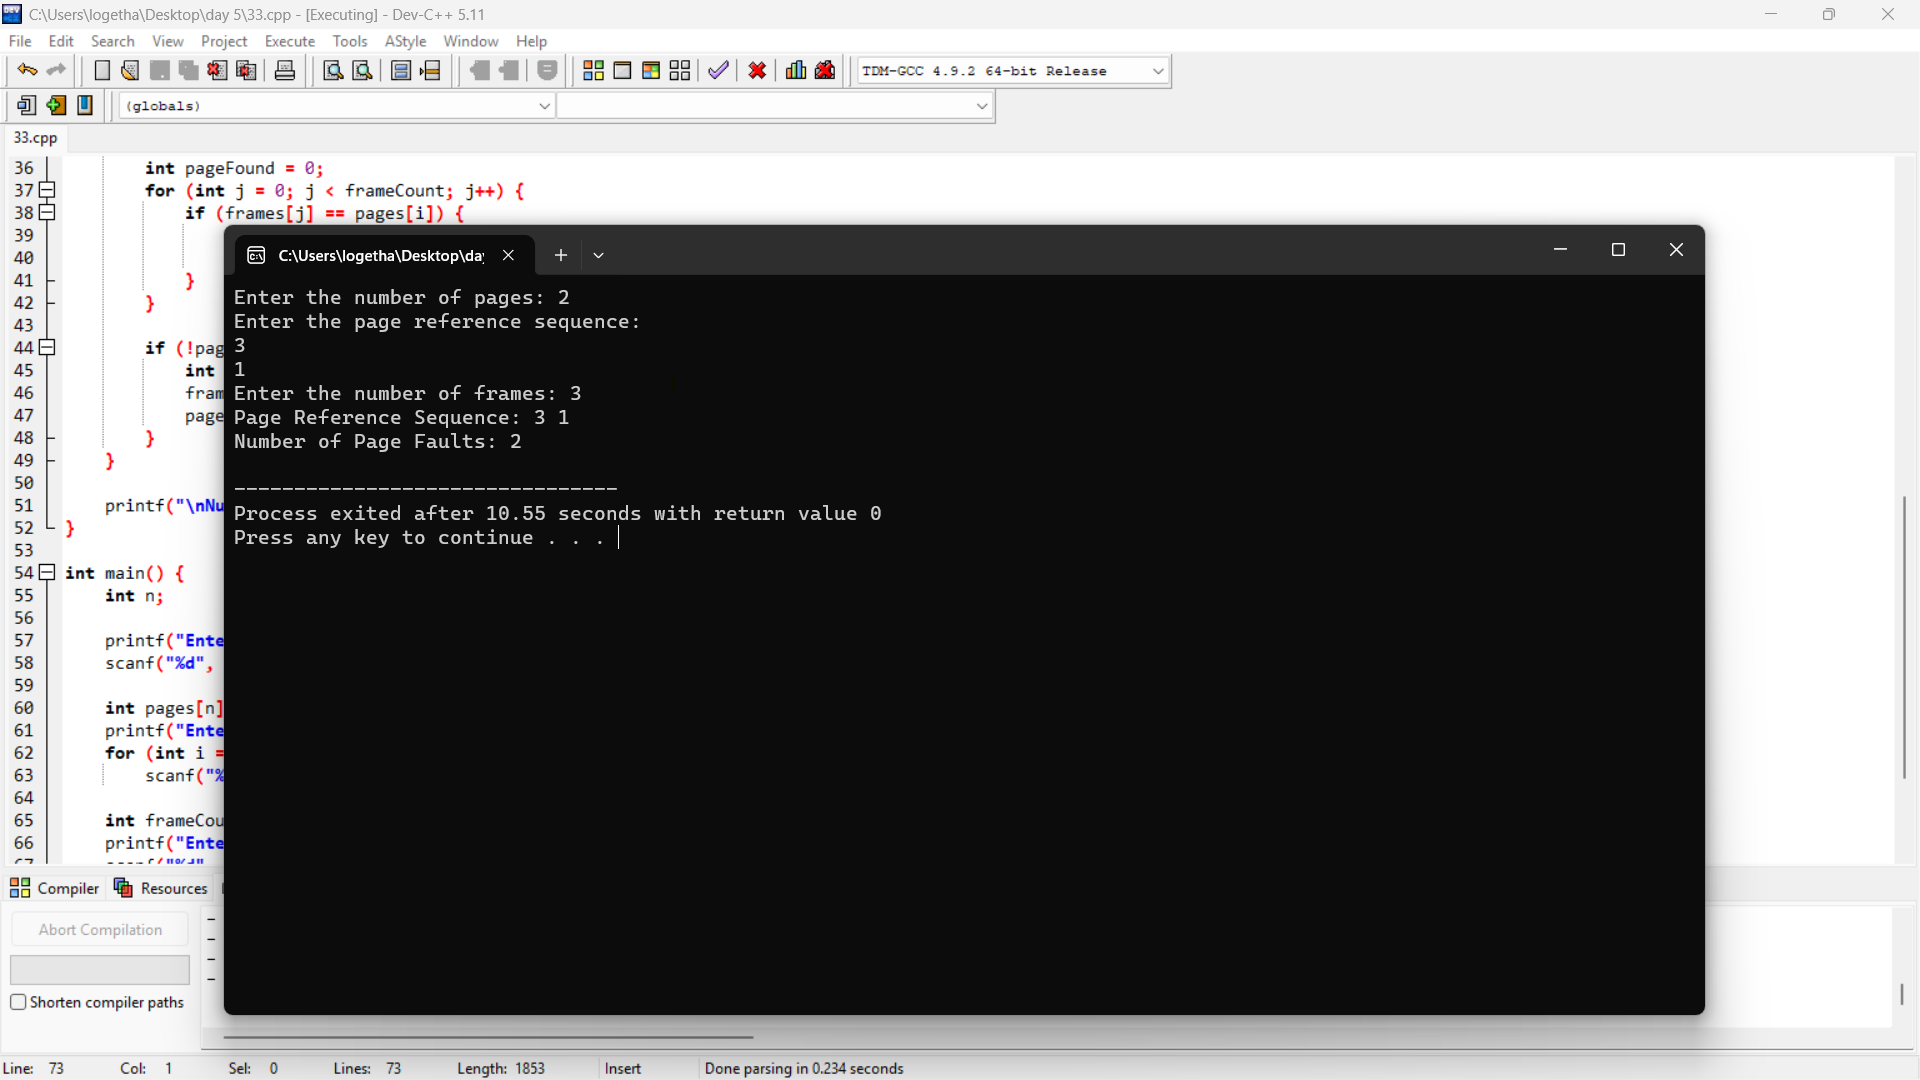 C:\Users\logetha\Desktop\day 5\33.cpp - [Executing] - Dev-C++ 5.11
File Edit Search View Project Execute Tools AStyle Window Help
TDM-GCC 4.9.2 64-bit Release
(globals)
33.cpp
36 int pageFound = 0;
37 for (int j = 0; j < frameCount; j++) {
38 if (frames[j] == pages[i]) {
39
40
41 }
42 }
43
44 if (!pag
45 int
46 fram
47 page
48 }
49 }
50
51 printf("\nNu
52 }
53
54 int main() {
55 int n;
56
57 printf("Ente
58 scanf("%d",
59
60 int pages[n]
61 printf("Ente
62 for (int i =
63 scanf("%
64
65 int frameCou
66 printf("Ente
67 scanf("%d"
C:\Users\logetha\Desktop\da
Enter the number of pages: 2
Enter the page reference sequence:
3
1
Enter the number of frames: 3
Page Reference Sequence: 3 1
Number of Page Faults: 2
--------------------------------
Process exited after 10.55 seconds with return value 0
Press any key to continue . . .
Compiler Resources
Abort Compilation
Shorten compiler paths
-
-
-
-
Line: 73 Col: 1 Sel: 0 Lines: 73 Length: 1853 Insert Done parsing in 0.234 seconds